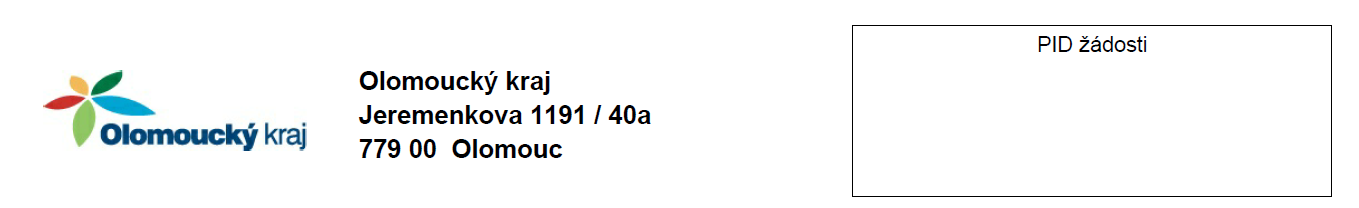 Olomoucký kraj
Olomoucký kraj
Jeremenkova 1191 / 40a
779 00  Olomouc
PID žádosti